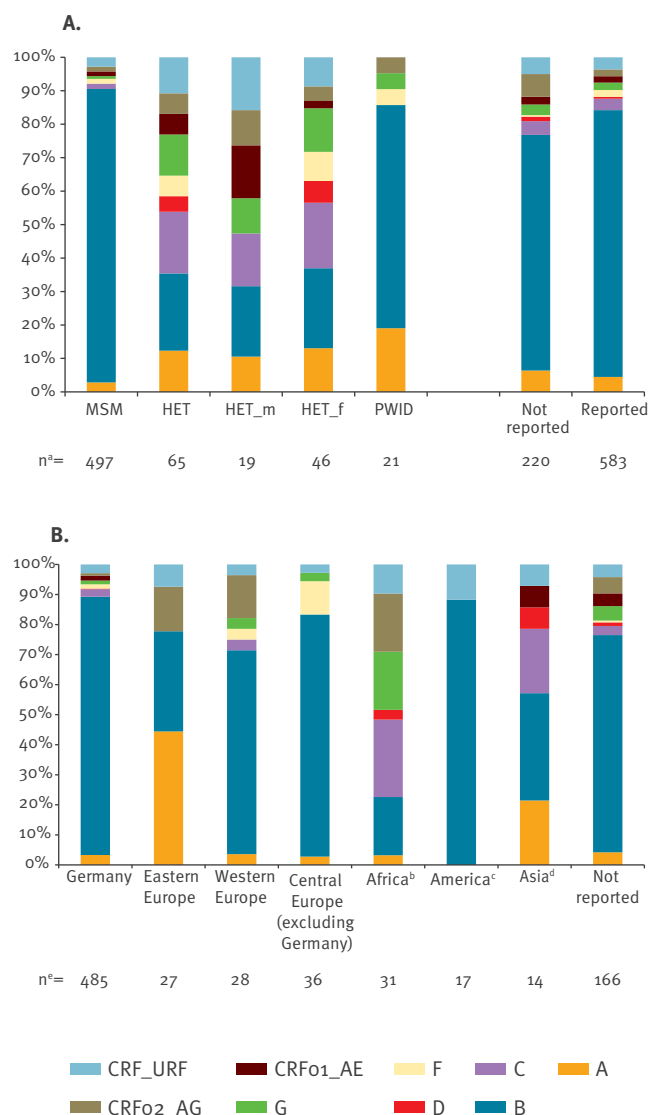 A.
100%
90%
80%
70%
60%
50%
40%
30%
20%
10%
0%
MSM HET HET_m HET_f PWID Not reported Reported
nᵃ= 497 65 19 46 21 220 583
B.
100%
90%
80%
70%
60%
50%
40%
30%
20%
10%
0%
Germany Eastern Europe Western Europe Central Europe (excluding Germany) Africaᵇ Americaᶜ Asiaᵈ Not reported
nᵉ= 485 27 28 36 31 17 14 166
CRF_URF CRF01_AE F C A
CRF02_AG G D B